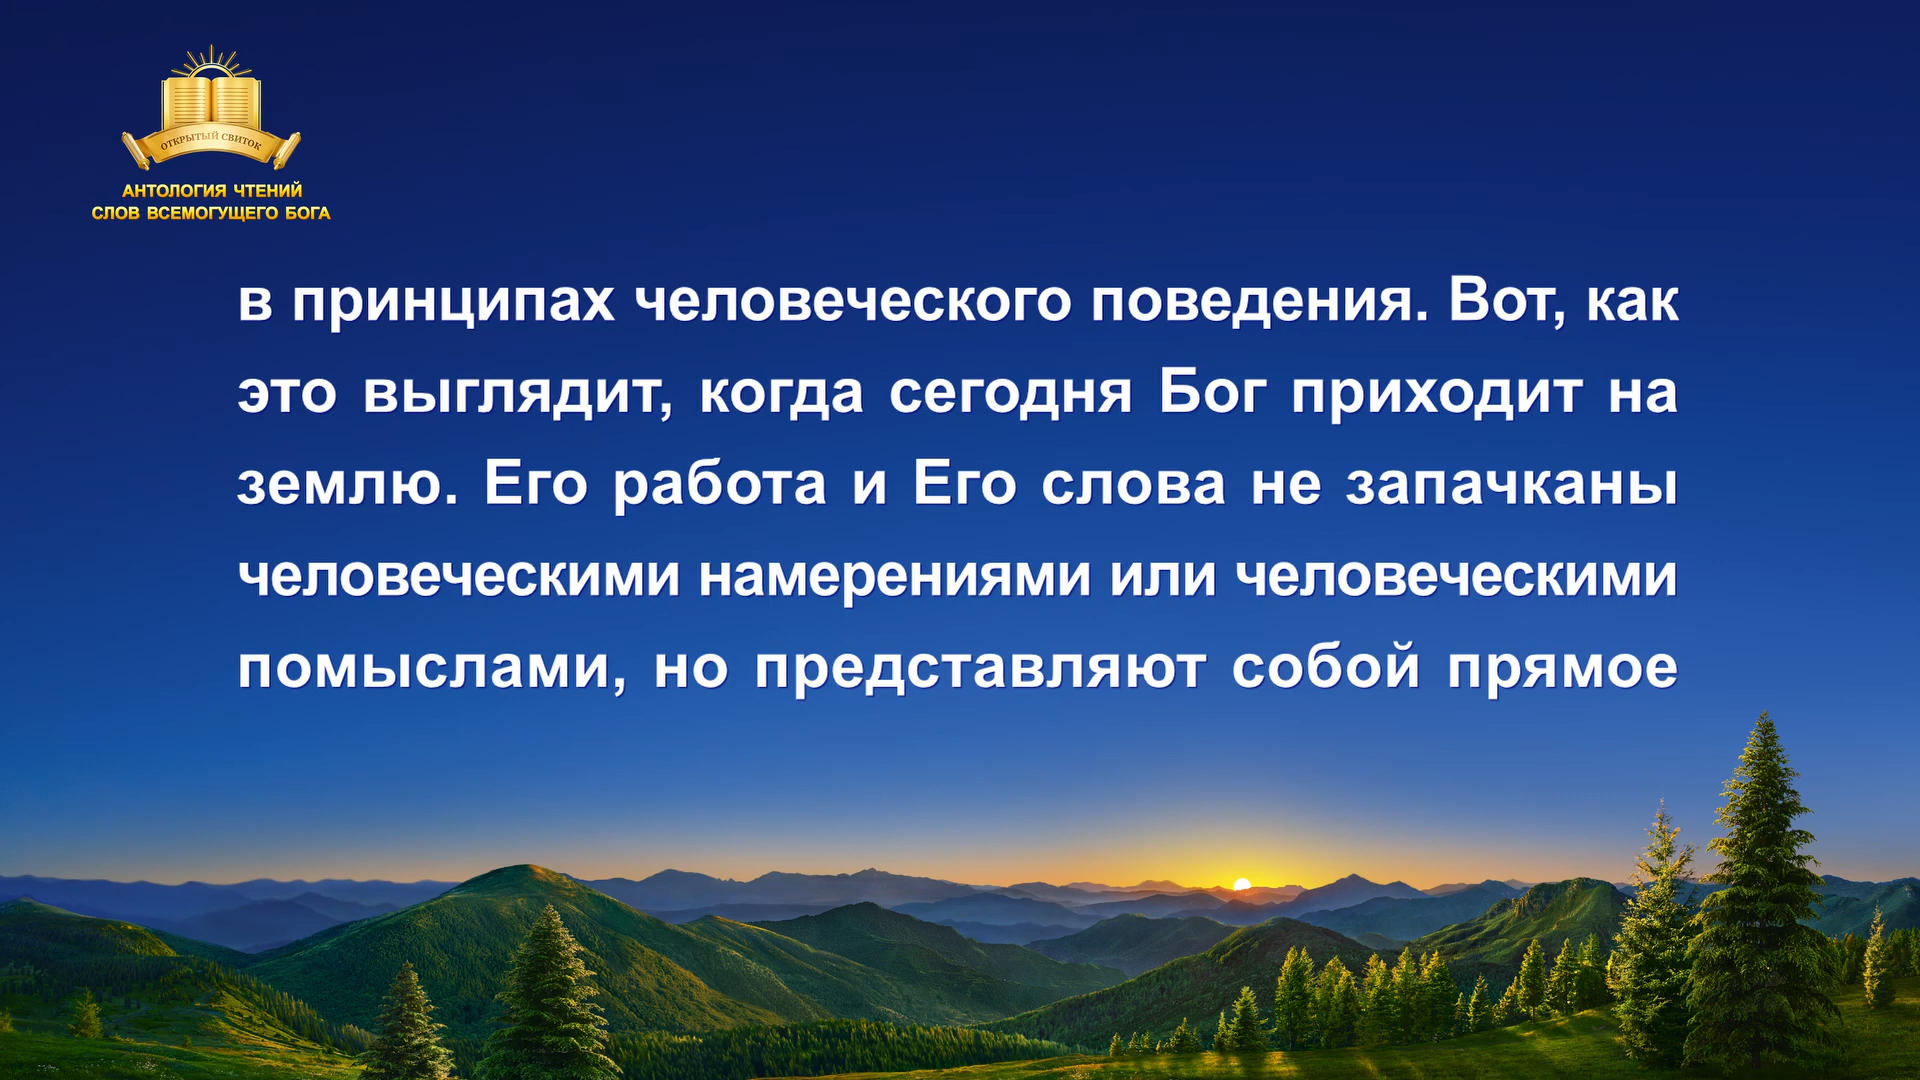 ОТКРЫТЫЙ СВИТОК
АНТОЛОГИЯ ЧТЕНИЙ
СЛОВ ВСЕМОГУЩЕГО БОГА
в принципах человеческого поведения. Вот, как
это выглядит, когда сегодня Бог приходит на
землю. Его работа и Его слова не запачканы
человеческими намерениями или человеческими
помыслами, но представляют собой прямое